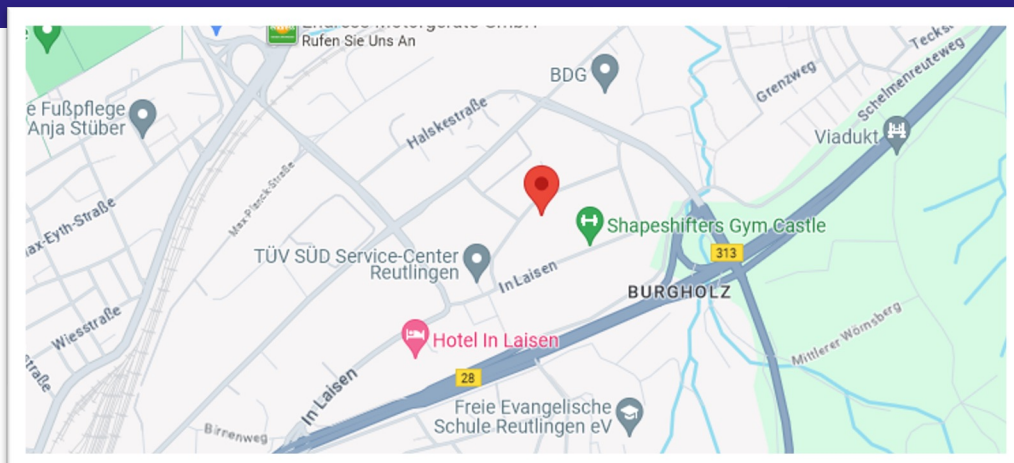 Rufen Sie Uns An
BDG
Grenzweg
Schelmenreuteweg
e Fußpflege
Anja Stüber
Halskestraße
Viadukt
Max-Planck-Straße
ax-Eyth-Straße
Shapeshifters Gym Castle
TÜV SÜD Service-Center
Reutlingen
In Laisen
313
BURGHOLZ
Wiesstraße
Hotel In Laisen
Mittlerer Wörnsberg
28
traße
In Laisen
Freie Evangelische
Schule Reutlingen eV
Birnenweg